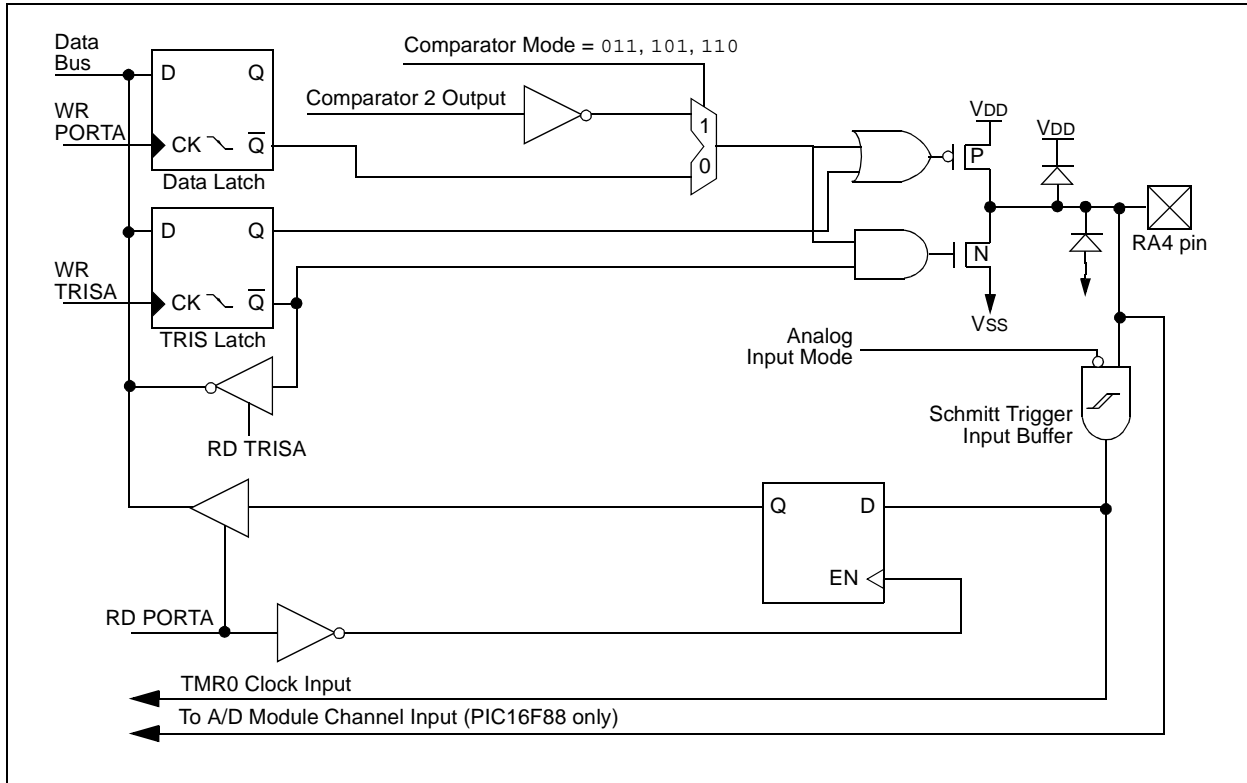 Data
Bus
D Q
WR
PORTA
CK Q
Data Latch
Comparator Mode = 011, 101, 110
Comparator 2 Output
1
0
VDD
P
VDD
RA4 pin
N
VSS
D Q
WR
TRISA
CK Q
TRIS Latch
RD TRISA
Analog
Input Mode
Schmitt Trigger
Input Buffer
Q D
EN
RD PORTA
TMR0 Clock Input
To A/D Module Channel Input (PIC16F88 only)